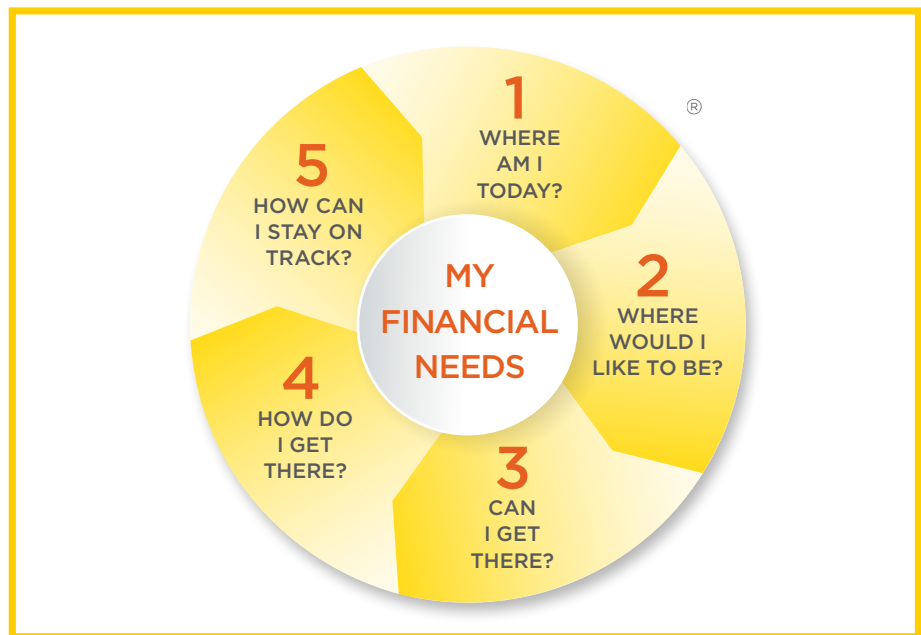 1
WHERE
AM I
TODAY?
®
2
WHERE
WOULD I
LIKE TO BE?
3
CAN
I GET
THERE?
4
HOW DO
I GET
THERE?
5
HOW CAN
I STAY ON
TRACK?
MY
FINANCIAL
NEEDS